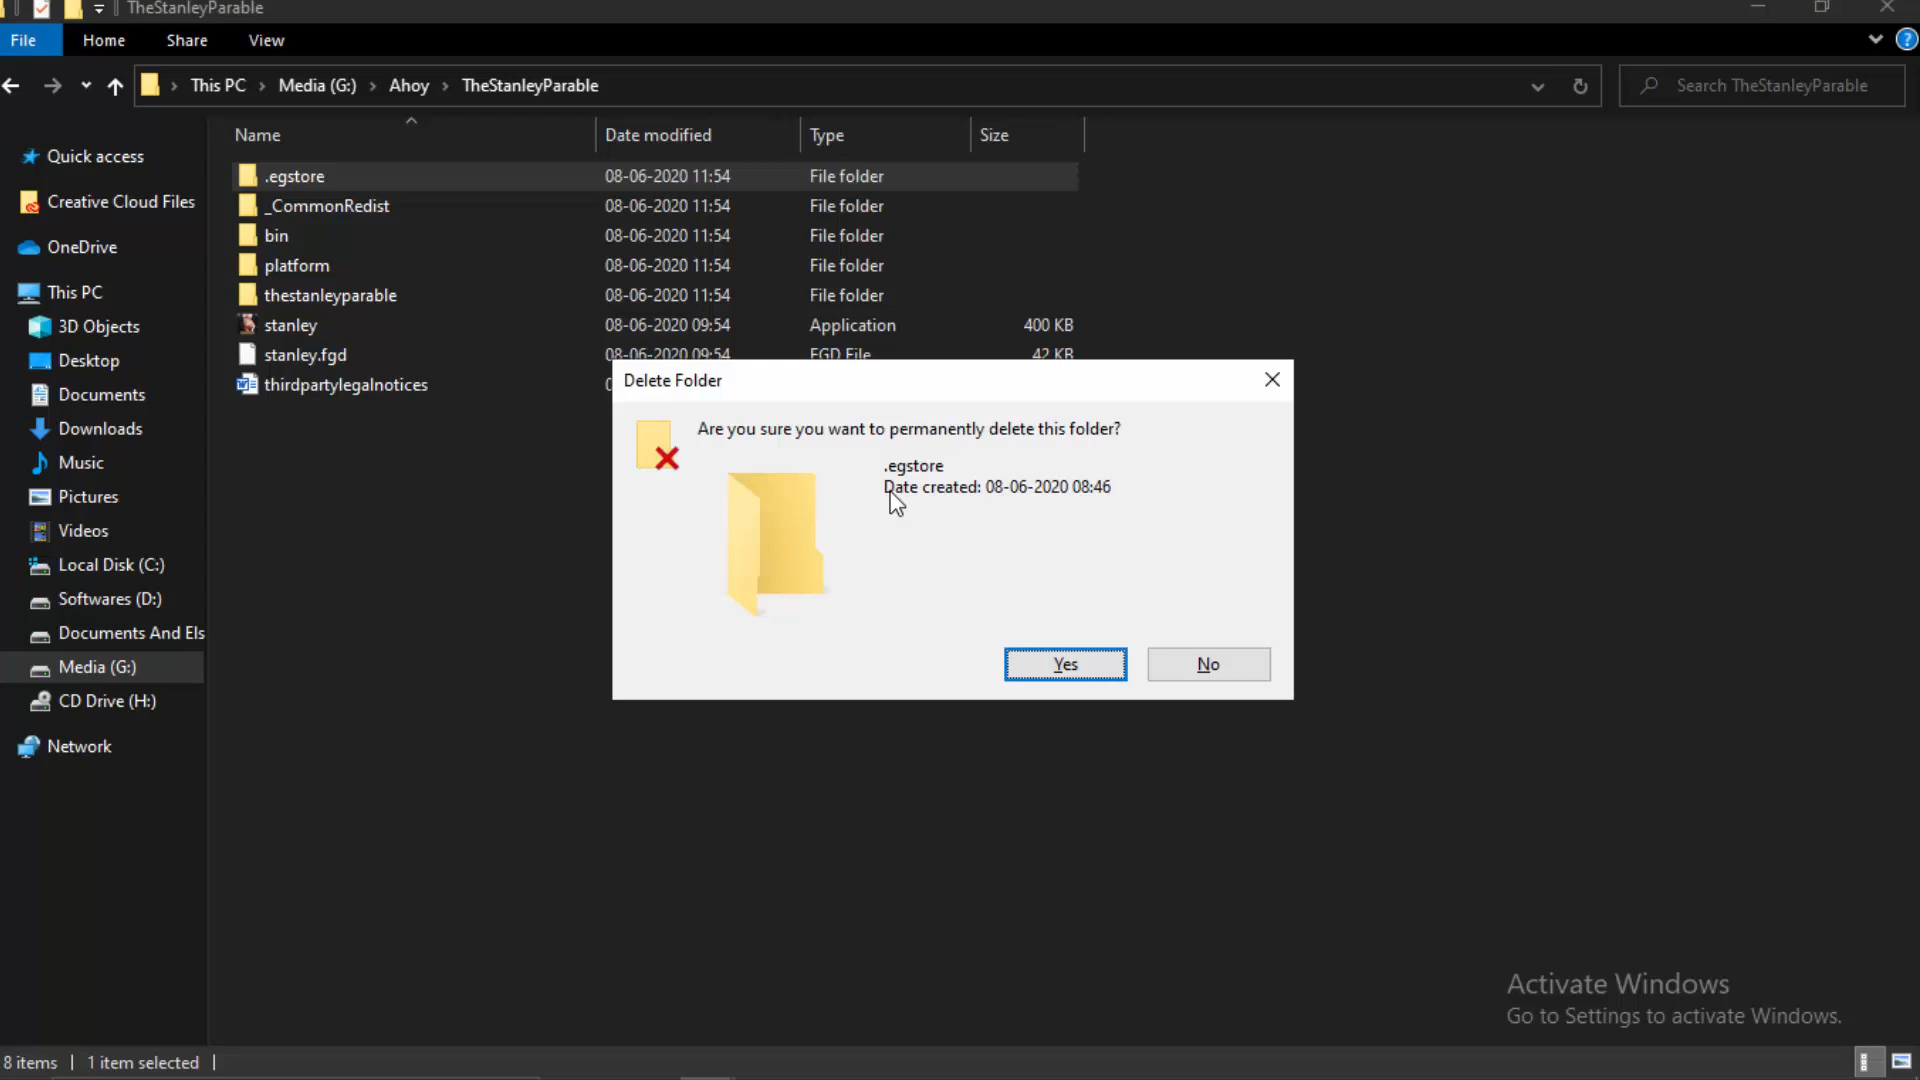 TheStanleyParable
File Home Share View
This PC Media (G:) Ahoy TheStanleyParable Search TheStanleyParable
Name Date modified Type Size
Quick access
Creative Cloud Files
OneDrive
This PC
3D Objects
Desktop
Documents
Downloads
Music
Pictures
Videos
Local Disk (C:)
Softwares (D:)
Documents And Els
Media (G:)
CD Drive (H:)
Network
.egstore 08-06-2020 11:54 File folder
_CommonRedist 08-06-2020 11:54 File folder
bin 08-06-2020 11:54 File folder
platform 08-06-2020 11:54 File folder
thestanleyparable 08-06-2020 11:54 File folder
stanley 08-06-2020 09:54 Application 400 KB
stanley.fgd 08-06-2020 09:54 FGD File 42 KB
thirdpartylegalnotices
Delete Folder
Are you sure you want to permanently delete this folder?
.egstore
Date created: 08-06-2020 08:46
Yes No
Activate Windows
Go to Settings to activate Windows.
8 items 1 item selected